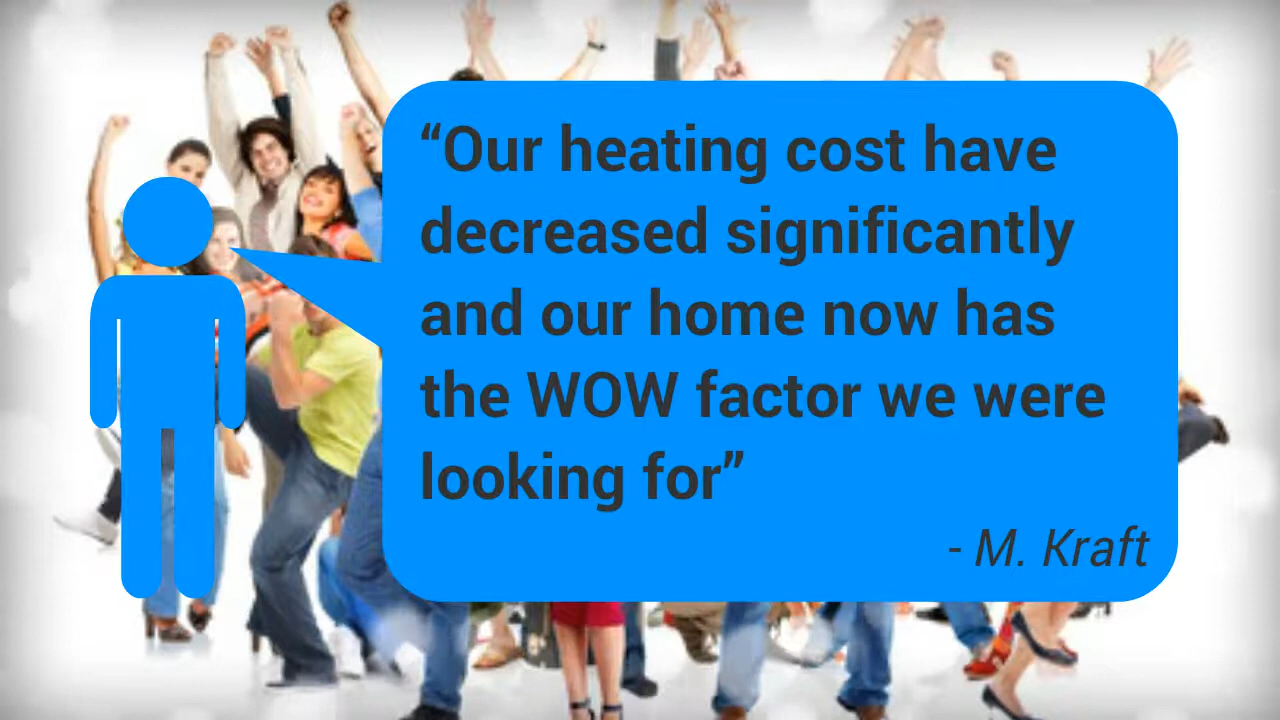 “Our heating cost have
decreased significantly
and our home now has
the WOW factor we were
looking for”
- M. Kraft